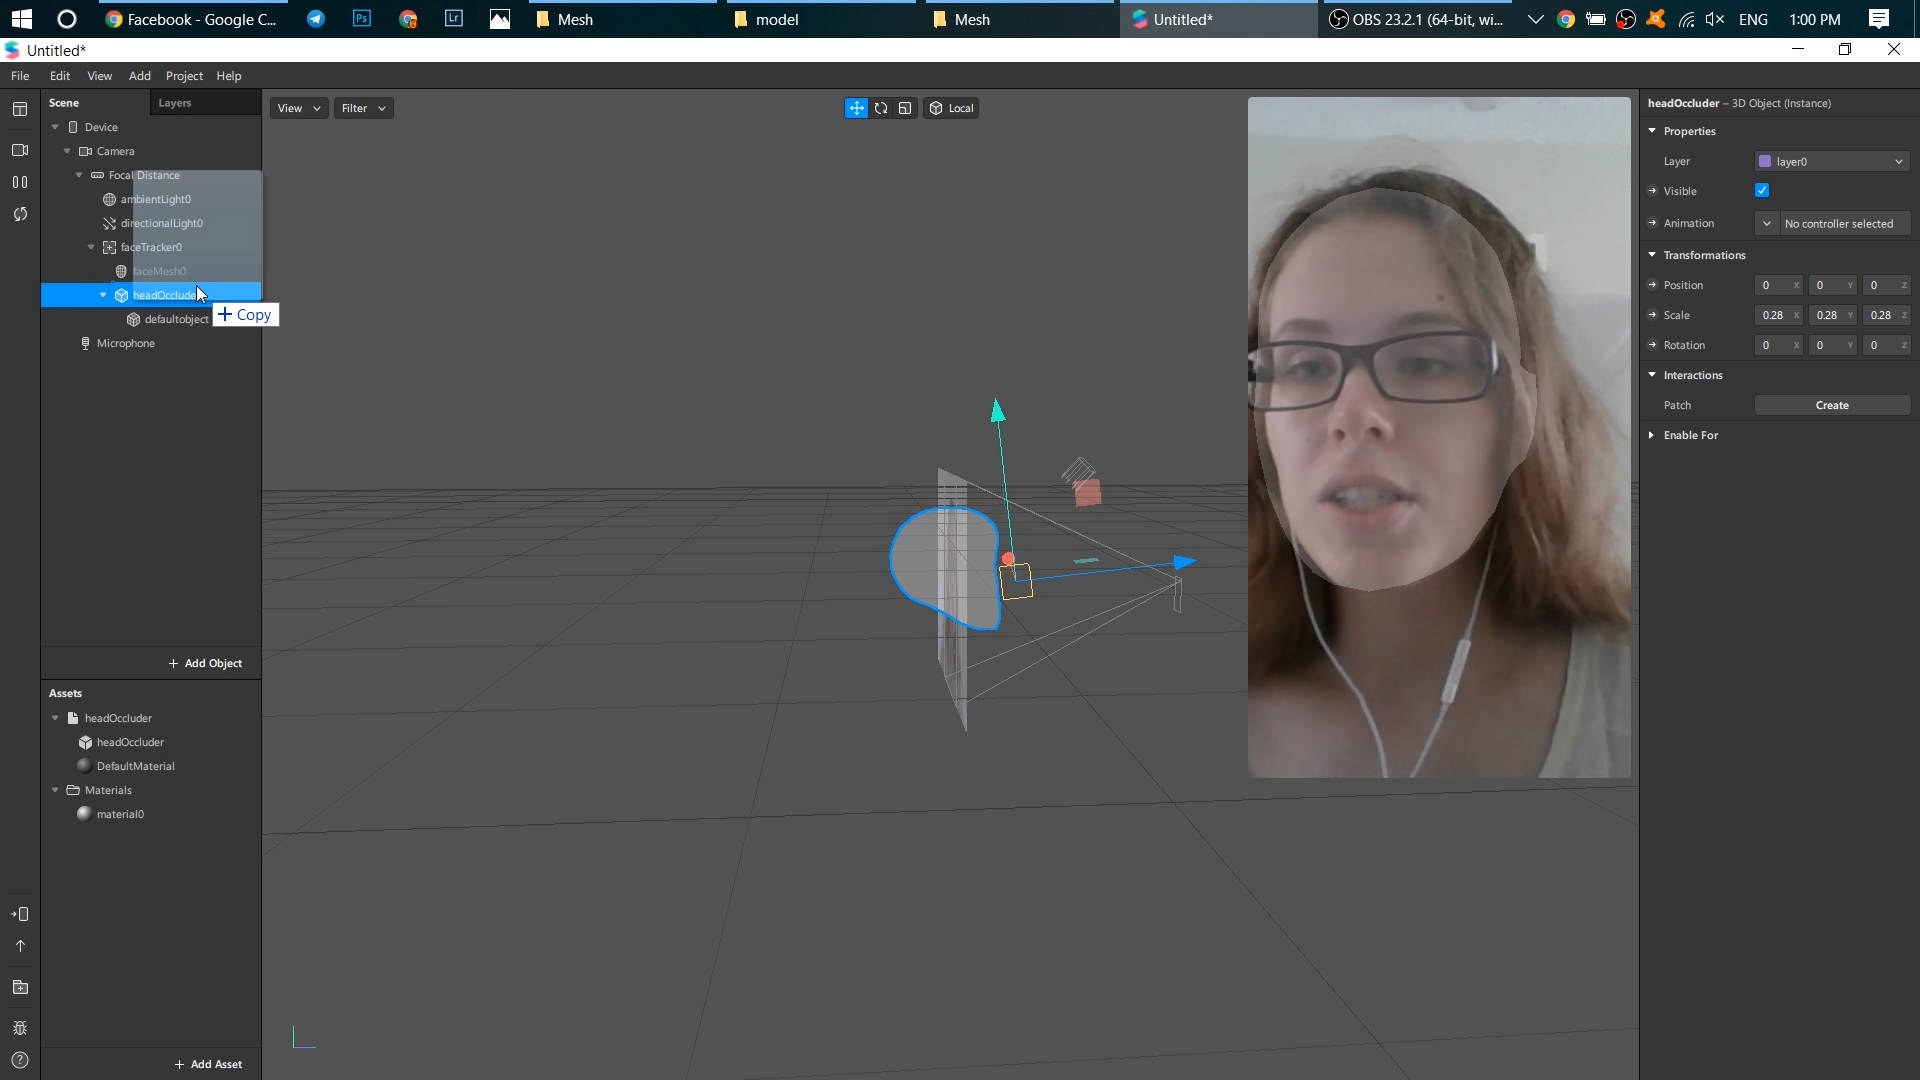 Facebook - Google C...
Ps
Lr
Mesh
model
Mesh
Untitled*
OBS 23.2.1 (64-bit, wi...
ENG
1:00 PM
Untitled*
File
Edit
View
Add
Project
Help
Scene
Layers
View
Filter
Local
headOccluder – 3D Object (Instance)
Device
Camera
Focal Distance
ambientLight0
directionalLight0
faceTracker0
faceMesh0
headOcclude
+ Copy
defaultobject
Microphone
Properties
Layer
layer0
Visible
Animation
No controller selected
Transformations
Position
0 X
0 Y
0 Z
Scale
0.28 X
0.28 Y
0.28 Z
Rotation
0 X
0 Y
0 Z
Interactions
Patch
Create
Enable For
+ Add Object
Assets
headOccluder
headOccluder
DefaultMaterial
Materials
material0
+ Add Asset